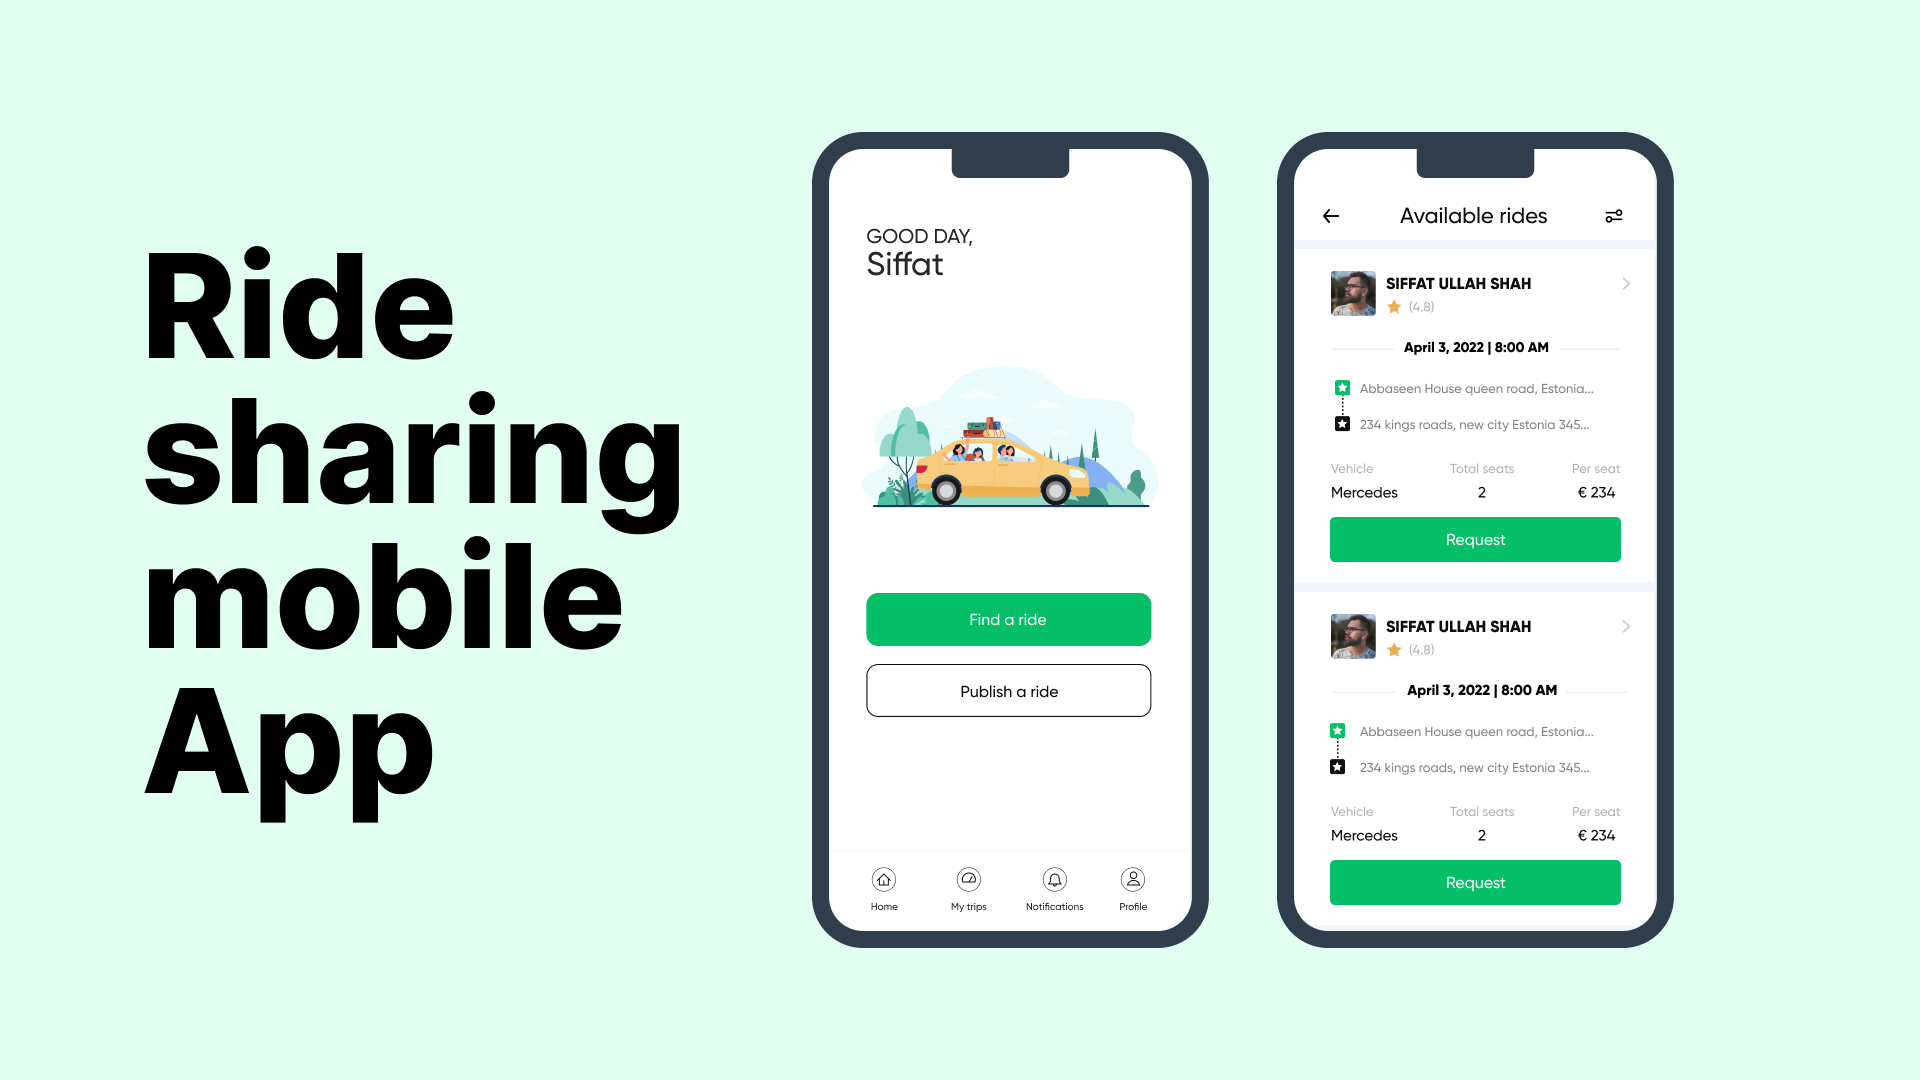 Ride
sharing
mobile
App
GOOD DAY,
Siffat
Find a ride
Publish a ride
Home
My trips
Notifications
Profile
Available rides
SIFFAT ULLAH SHAH
(4.8)
April 3, 2022 | 8:00 AM
Abbaseen House queen road, Estonia...
234 kings roads, new city Estonia 345...
Vehicle Total seats Per seat
Mercedes 2 € 234
Request
SIFFAT ULLAH SHAH
(4.8)
April 3, 2022 | 8:00 AM
Abbaseen House queen road, Estonia...
234 kings roads, new city Estonia 345...
Vehicle Total seats Per seat
Mercedes 2 € 234
Request